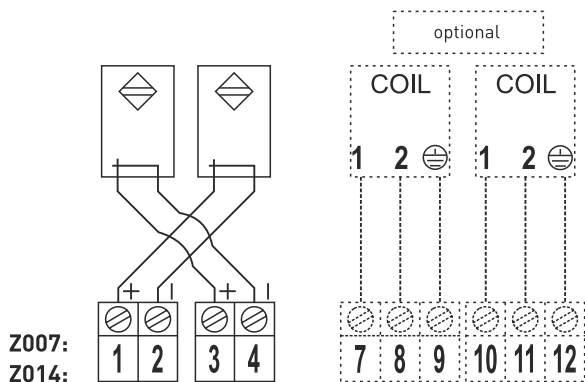 optional
COIL COIL
1 2 1 2
+ − + −
Z007: 1 2 3 4 7 8 9 10 11 12
Z014: